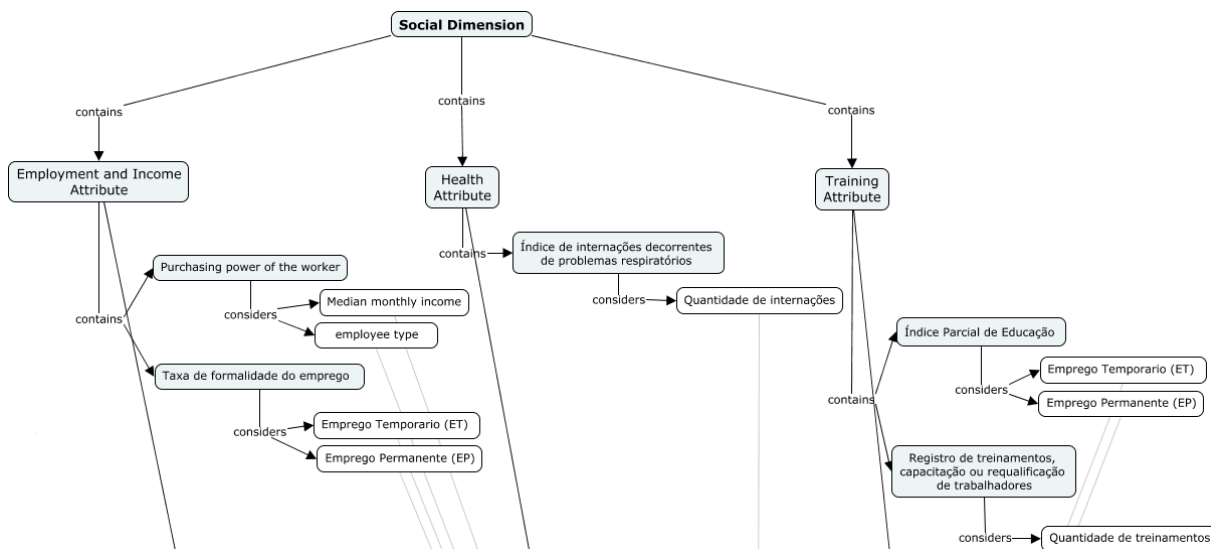 Social Dimension
contains
contains
contains
Employment and Income
Attribute
Health
Attribute
Training
Attribute
contains
Purchasing power of the worker
considers
Median monthly income
employee type
Taxa de formalidade do emprego
considers
Emprego Temporario (ET)
Emprego Permanente (EP)
contains
Índice de internações decorrentes
de problemas respiratórios
considers
Quantidade de internações
contains
Índice Parcial de Educação
considers
Emprego Temporario (ET)
Emprego Permanente (EP)
Registro de treinamentos,
capacitação ou requalificação
de trabalhadores
considers
Quantidade de treinamentos